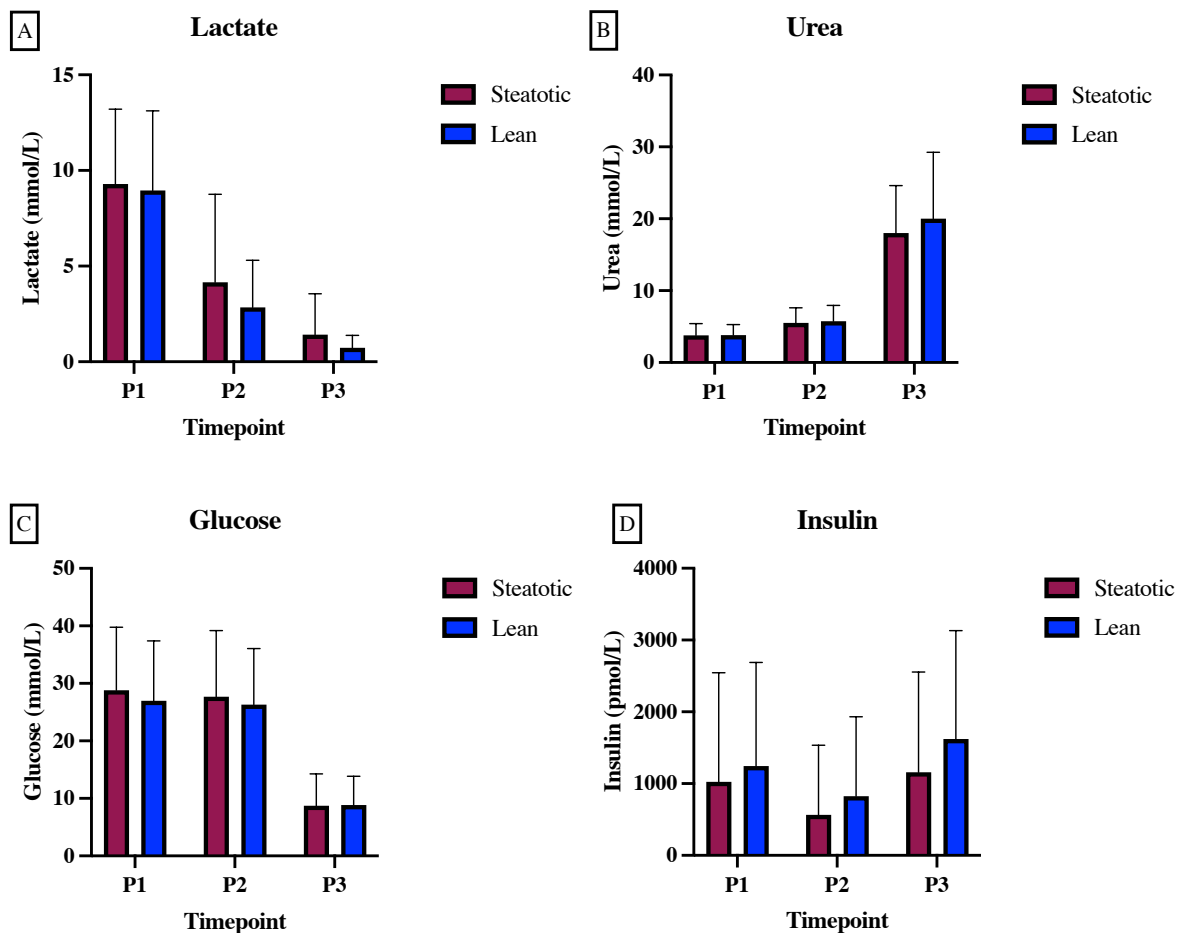 A
Lactate
Lactate (mmol/L)
15
10
5
0
P1 P2 P3
Timepoint
Steatotic
Lean
B
Urea
Urea (mmol/L)
40
30
20
10
0
P1 P2 P3
Timepoint
Steatotic
Lean
C
Glucose
Glucose (mmol/L)
50
40
30
20
10
0
P1 P2 P3
Timepoint
Steatotic
Lean
D
Insulin
Insulin (pmol/L)
4000
3000
2000
1000
0
P1 P2 P3
Timepoint
Steatotic
Lean